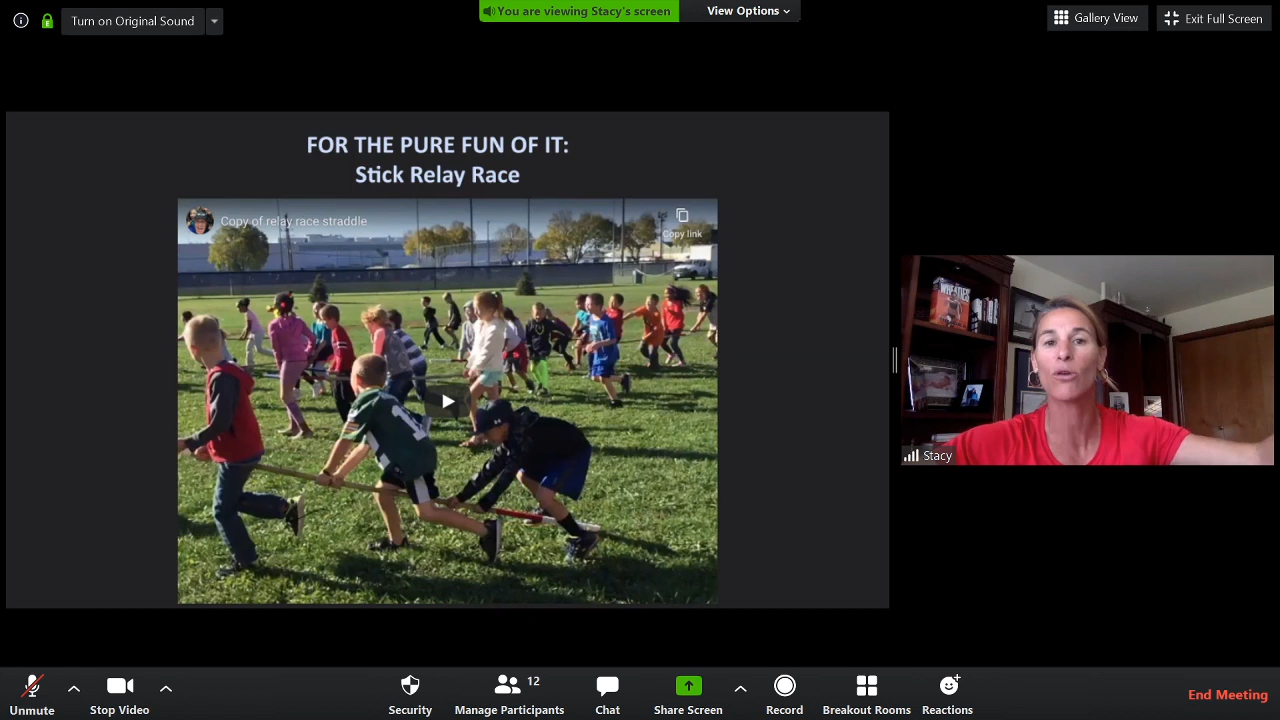 Turn on Original Sound
You are viewing Stacy's screen
View Options
Gallery View
Exit Full Screen
FOR THE PURE FUN OF IT:
Stick Relay Race
Copy of relay race straddle
Copy link
WHEATIES
Stacy
Unmute
Stop Video
Security
12
Manage Participants
Chat
Share Screen
Record
Breakout Rooms
Reactions
End Meeting